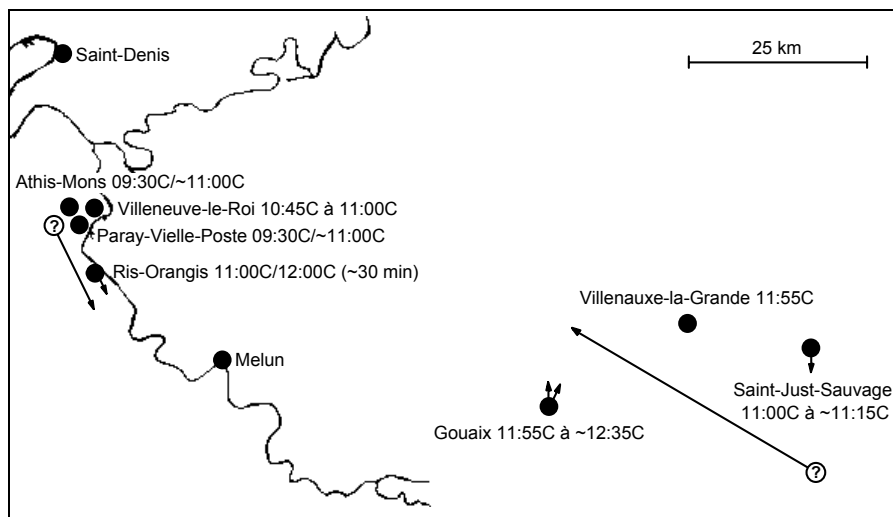 Saint-Denis
25 km
Athis-Mons 09:30C/~11:00C
Villeneuve-le-Roi 10:45C à 11:00C
?
Paray-Vielle-Poste 09:30C/~11:00C
Ris-Orangis 11:00C/12:00C (~30 min)
Villenauxe-la-Grande 11:55C
Melun
Saint-Just-Sauvage
11:00C à ~11:15C
Gouaix 11:55C à ~12:35C
?